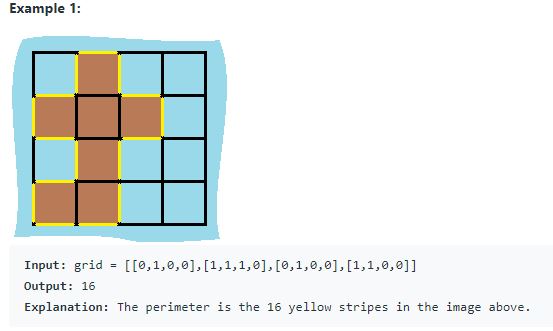 Example 1:
Input: grid = [[0,1,0,0],[1,1,1,0],[0,1,0,0],[1,1,0,0]]
Output: 16
Explanation: The perimeter is the 16 yellow stripes in the image above.